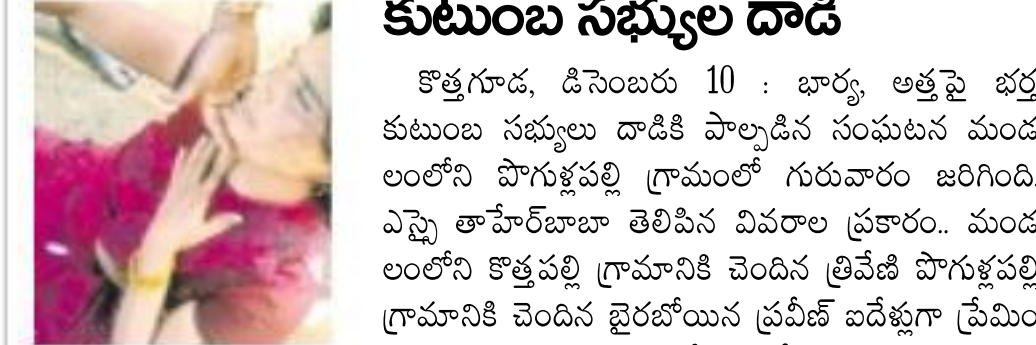 కుటుంబ సభ్యుల దాడి
కొత్తగూడ, డిసెంబరు 10 : భార్య, అత్తపై భర్త
కుటుంబ సభ్యులు దాడికి పాల్పడిన సంఘటన మండ
లంలోని పొగుళ్లపల్లి గ్రామంలో గురువారం జరిగింది.
ఎస్సై తాహేర్‌బాబా తెలిపిన వివరాల ప్రకారం.. మండ
లంలోని కొత్తపల్లి గ్రామానికి చెందిన త్రివేణి పొగుళ్లపల్లి
గ్రామానికి చెందిన బైరబోయిన ప్రవీణ్ ఐదేళ్లుగా ప్రేమిం